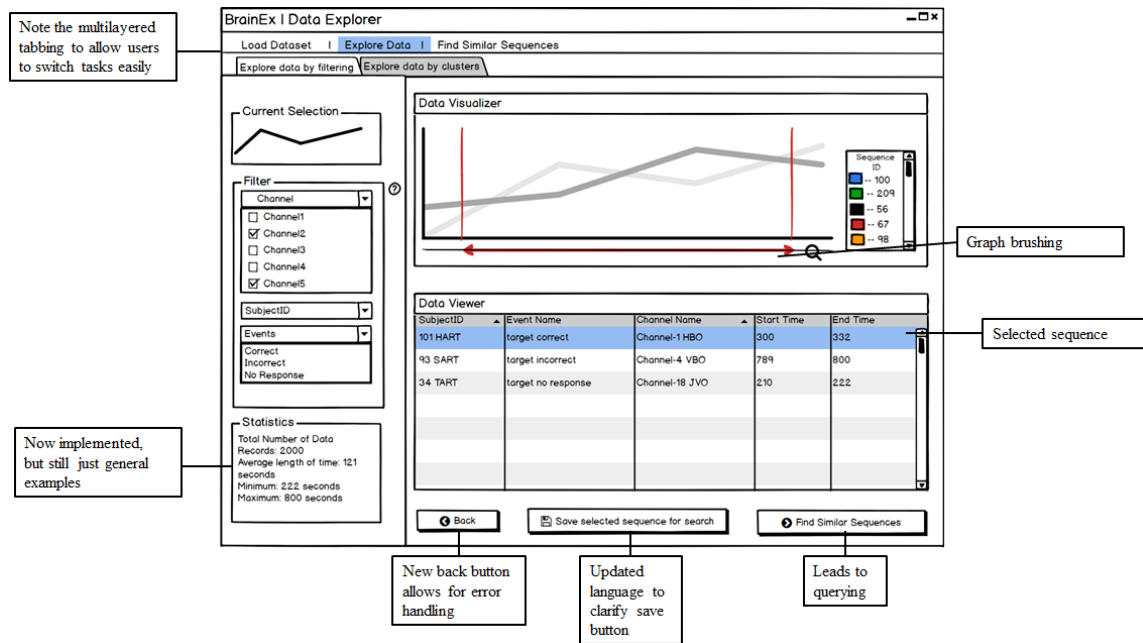 Note the multilayered
tabbing to allow users
to switch tasks easily
BrainEx | Data Explorer
Load Dataset | Explore Data | Find Similar Sequences
Explore data by filtering
Explore data by clusters
Current Selection
Filter
Channel
Channel1
Channel2
Channel3
Channel4
Channel5
SubjectID
Events
Correct
Incorrect
No Response
?
Statistics
Total Number of Data
Records: 2000
Average length of time: 121
seconds
Minimum: 222 seconds
Maximum: 800 seconds
Now implemented,
but still just general
examples
Data Visualizer
Sequence
ID
-- 100
-- 209
-- 56
-- 67
-- 98
Graph brushing
Data Viewer
SubjectID Event Name Channel Name Start Time End Time
101 HART target correct Channel-1 HBO 300 332
93 SART target incorrect Channel-4 VBO 789 800
34 TART target no response Channel-18 JVO 210 222
Selected sequence
Back
Save selected sequence for search
Find Similar Sequences
New back button
allows for error
handling
Updated
language to
clarify save
button
Leads to
querying